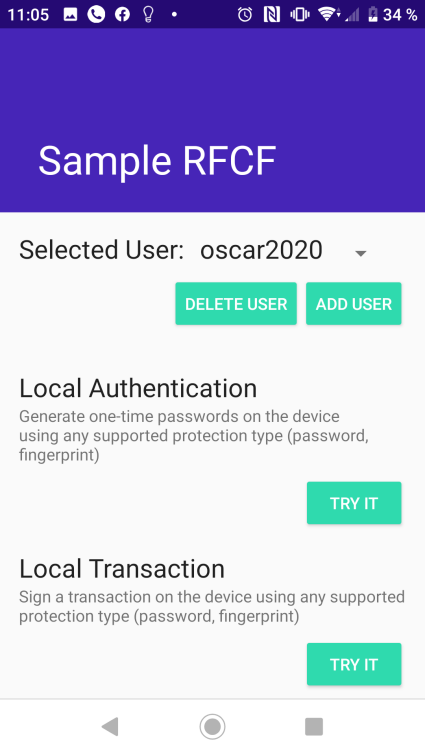 11:05 34 %
Sample RFCF
Selected User: oscar2020
DELETE USER ADD USER
Local Authentication
Generate one-time passwords on the device
using any supported protection type (password,
fingerprint)
TRY IT
Local Transaction
Sign a transaction on the device using any supported
protection type (password, fingerprint)
TRY IT